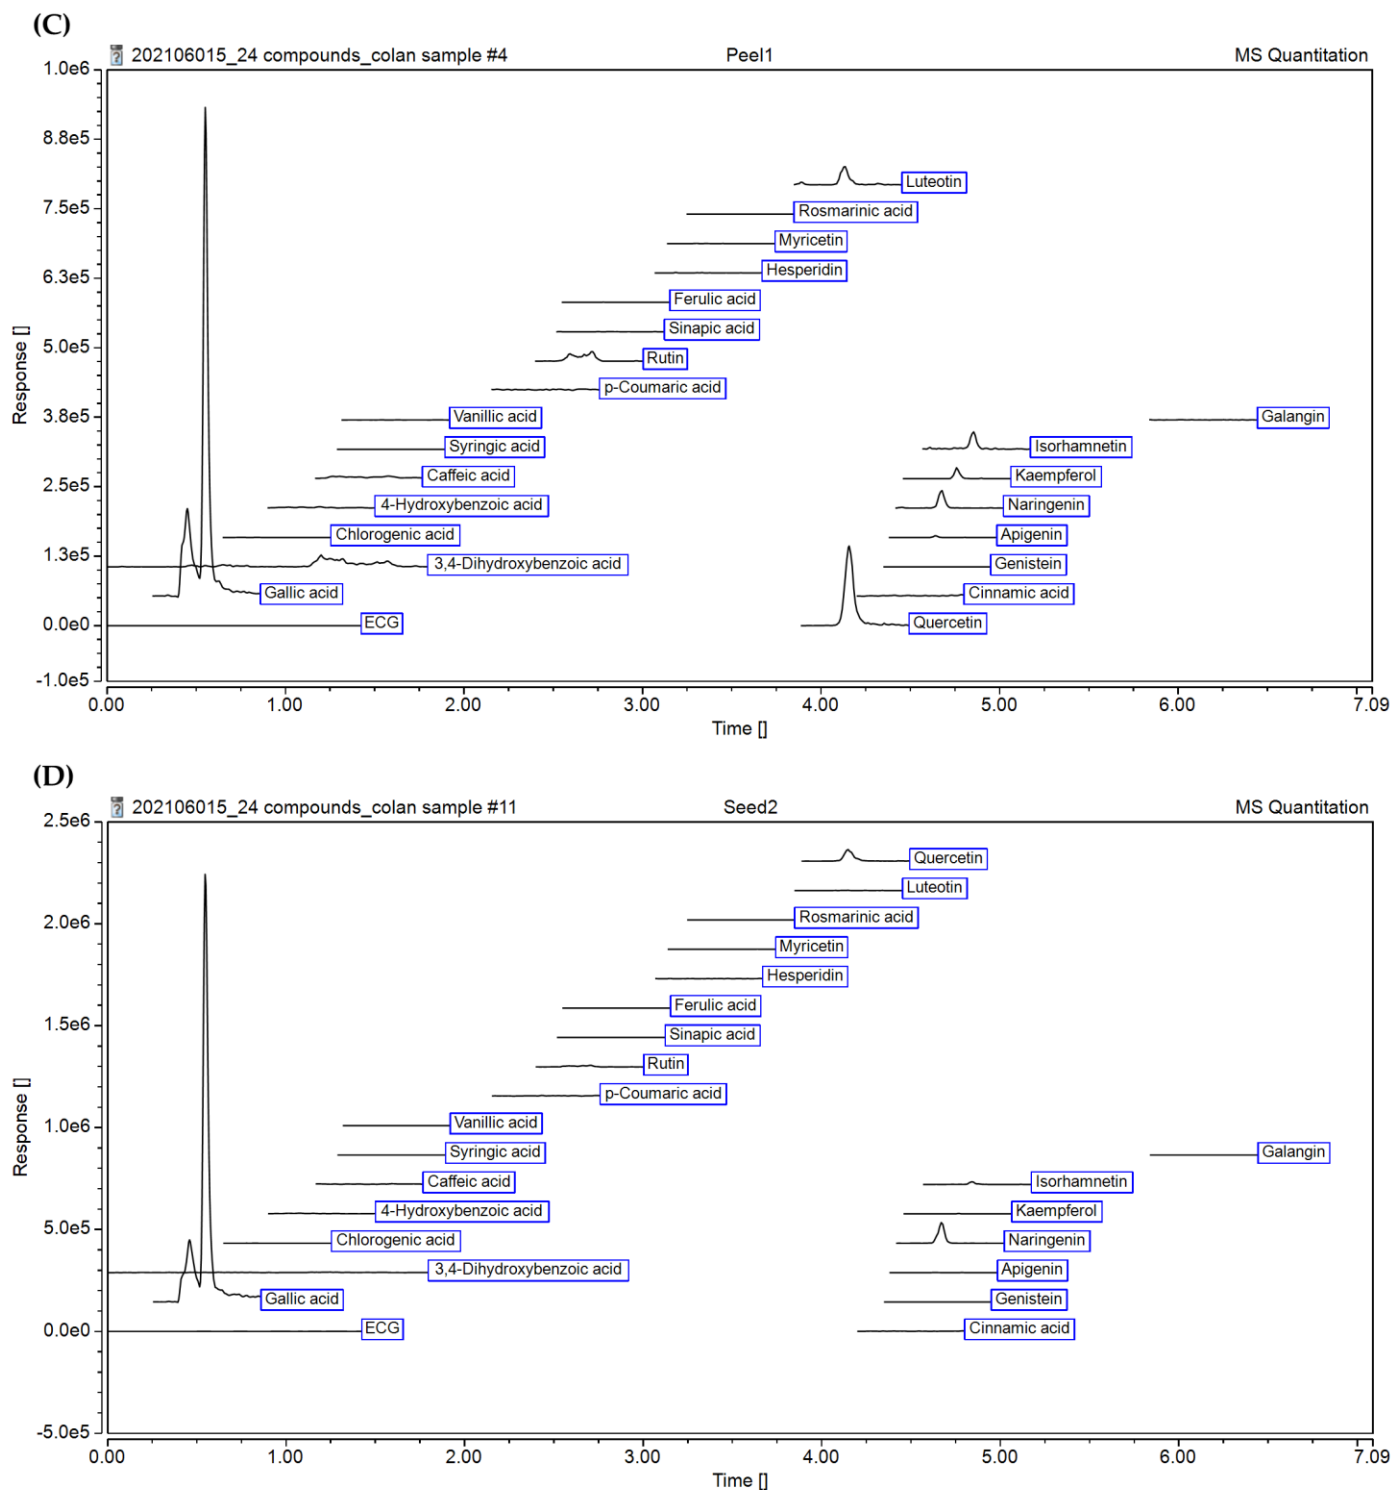 (C)
202106015_24 compounds_colan sample #4 Peel1 MS Quantitation
1.0e6
8.8e5
Luteotin
7.5e5 Rosmarinic acid
Myricetin
6.3e5 Hesperidin
Ferulic acid
Sinapic acid
5.0e5 Rutin
p-Coumaric acid
3.8e5 Vanillic acid Galangin
Syringic acid Isorhamnetin
2.5e5 Caffeic acid Kaempferol
4-Hydroxybenzoic acid Naringenin
Chlorogenic acid Apigenin
1.3e5 3,4-Dihydroxybenzoic acid Genistein
Gallic acid Cinnamic acid
0.0e0 ECG Quercetin
-1.0e5
Response []
0.00 1.00 2.00 3.00 4.00 5.00 6.00 7.09
Time []
(D)
202106015_24 compounds_colan sample #11 Seed2 MS Quantitation
2.5e6
Quercetin
Luteotin
2.0e6 Rosmarinic acid
Myricetin
Hesperidin
1.5e6 Ferulic acid
Sinapic acid
Rutin
p-Coumaric acid
1.0e6 Vanillic acid
Syringic acid Galangin
Caffeic acid Isorhamnetin
4-Hydroxybenzoic acid Kaempferol
5.0e5 Chlorogenic acid Naringenin
3,4-Dihydroxybenzoic acid Apigenin
Gallic acid Genistein
0.0e0 ECG Cinnamic acid
-5.0e5
Response []
0.00 1.00 2.00 3.00 4.00 5.00 6.00 7.09
Time []